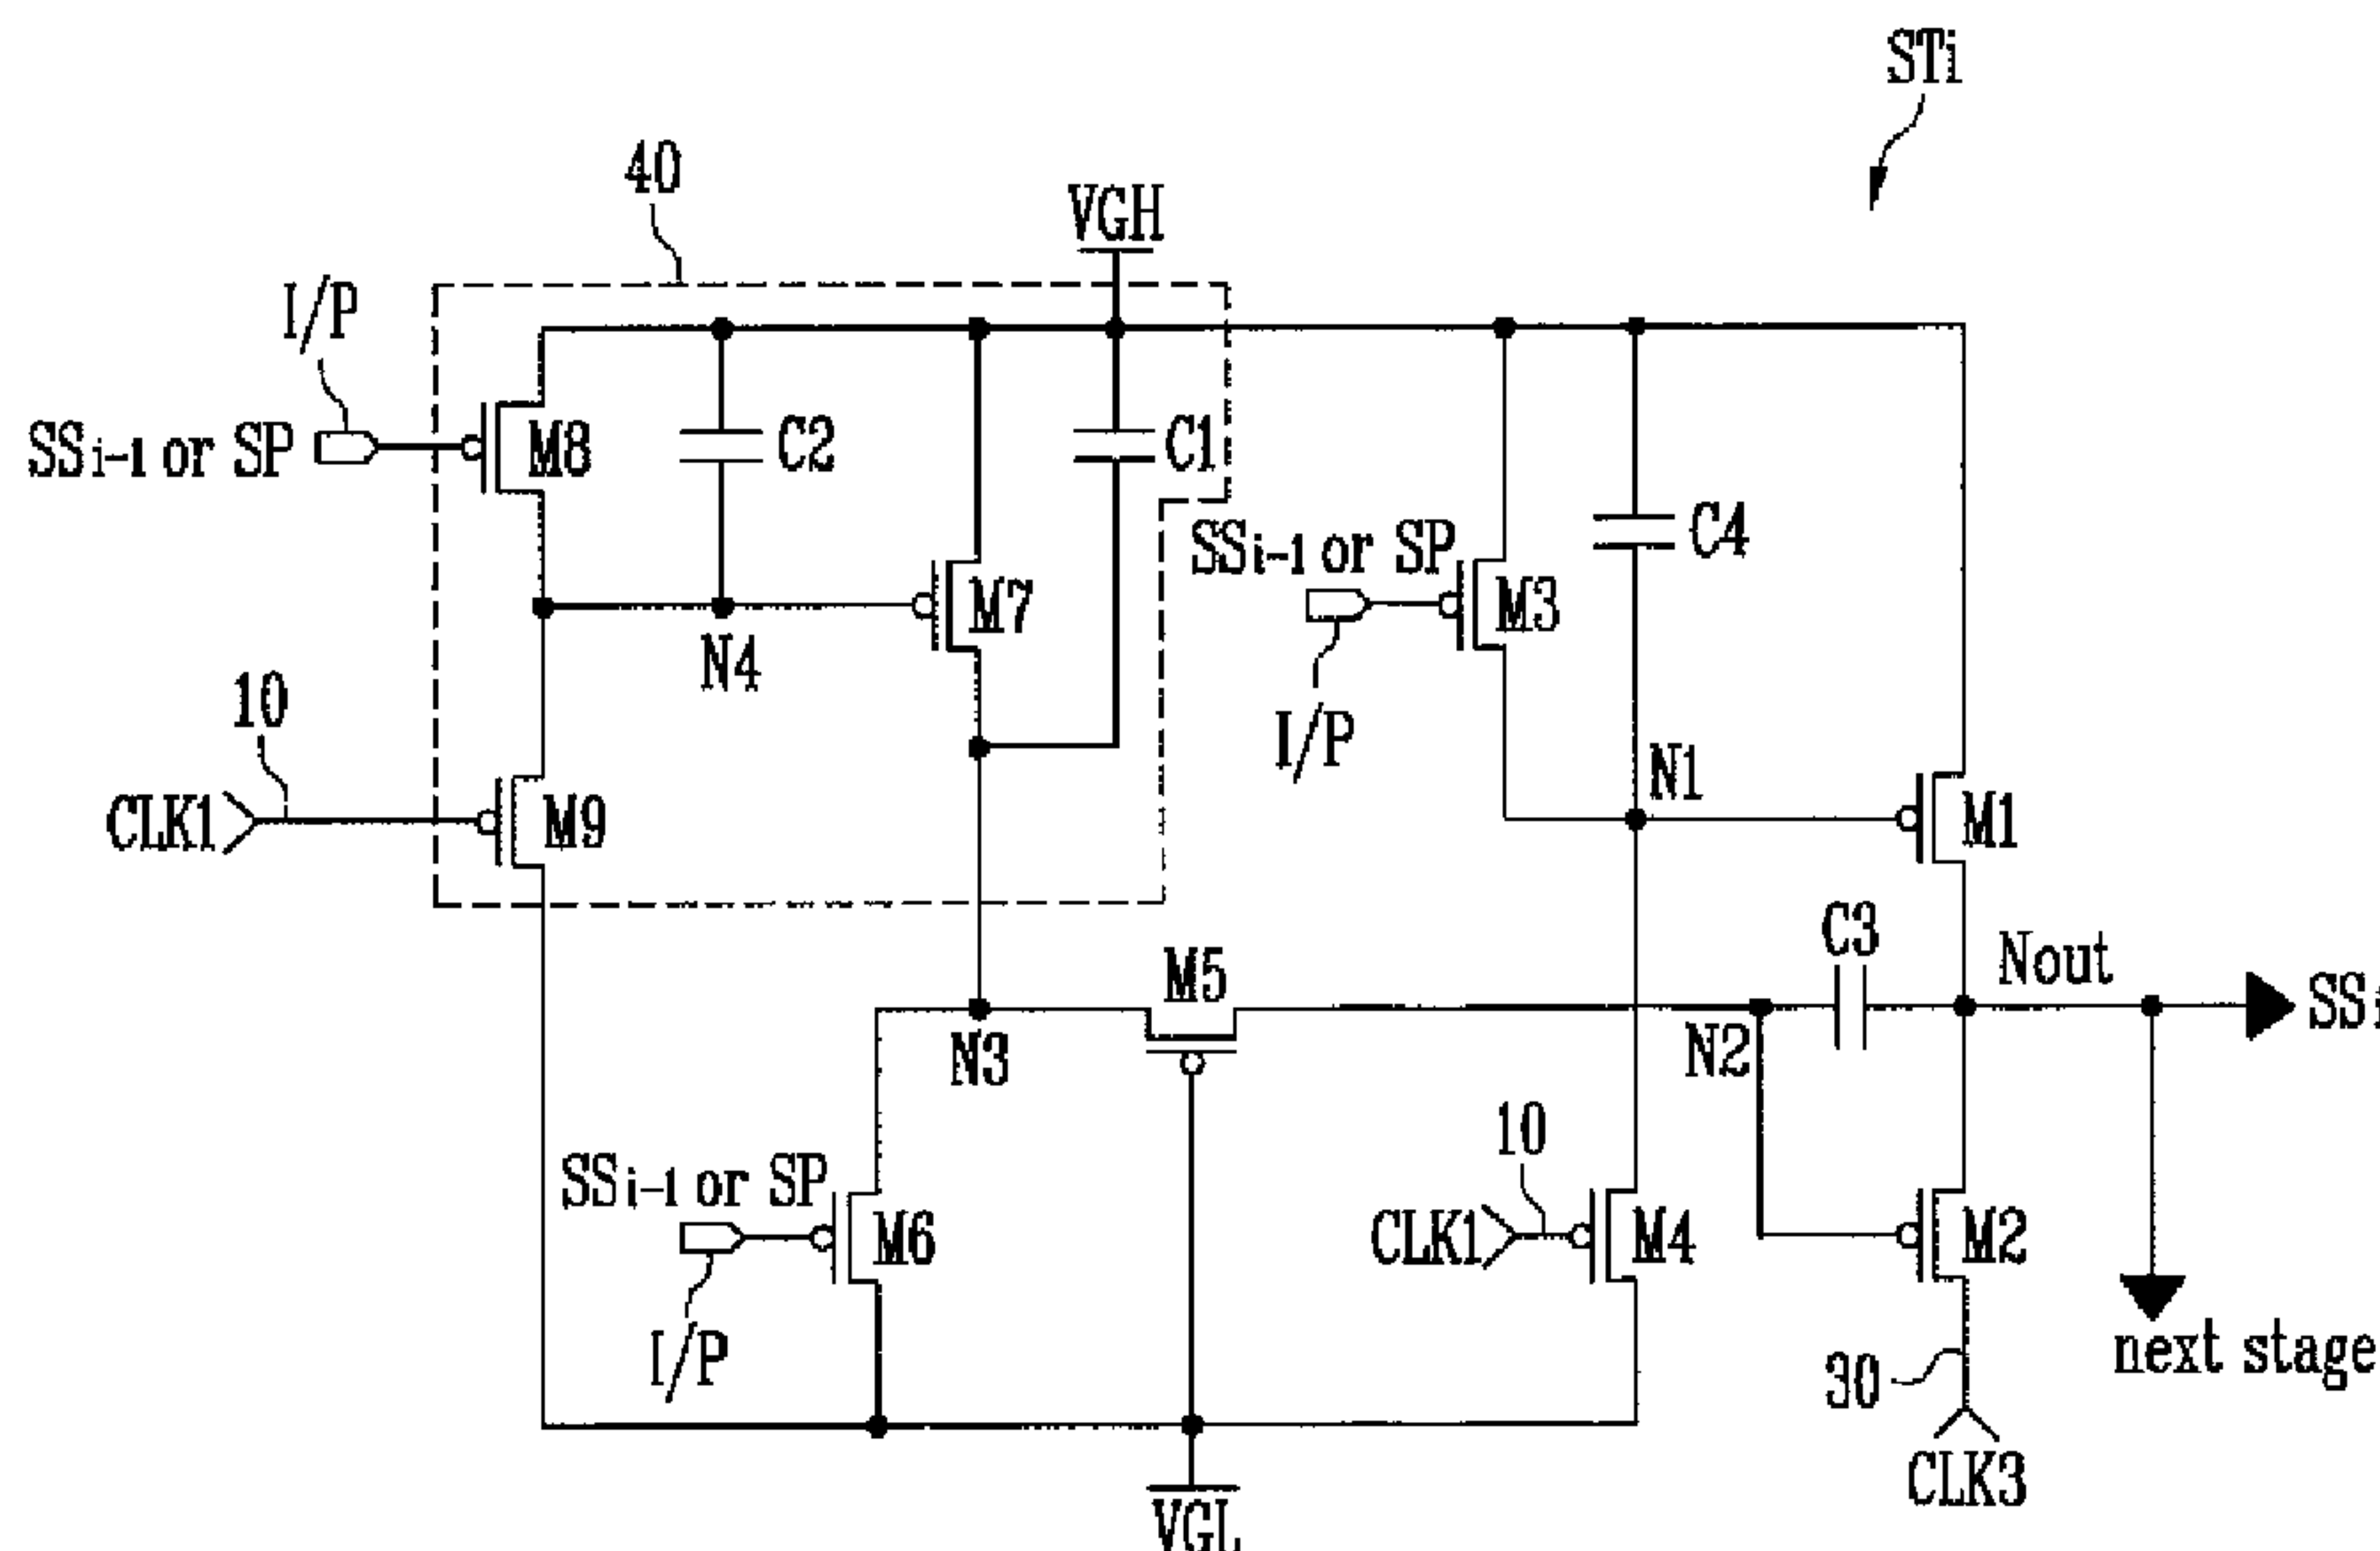 STi
40
VGH
I/P
SSi-1 or SP
M8
C2
C1
SSi-1 or SP
C4
M7
M3
N4
10
I/P
N1
CLK1
M9
M1
C3
Nout
M5
SSi
N3
N2
10
SSi-1 or SP
M6
CLK1
M4
M2
I/P
30
next stage
CLK3
VGL